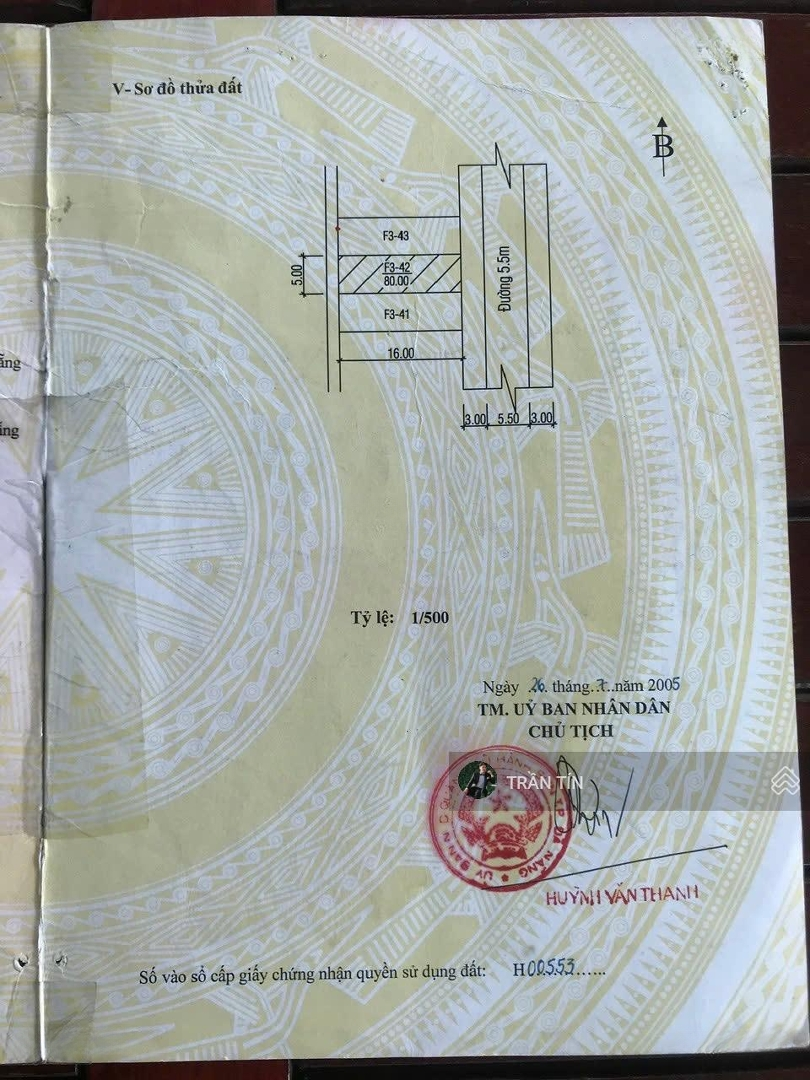 V- Sơ đồ thửa đất
B
F3-43
5.00
F3-42
80.00
F3-41
16.00
Đường 5.5m
3.00 5.50 3.00
Tỷ lệ: 1/500
Ngày 26 tháng 7 năm 2005
TM. UỶ BAN NHÂN DÂN
CHỦ TỊCH
TRẦN TÍN
HUỲNH VĂN THANH
Số vào sổ cấp giấy chứng nhận quyền sử dụng đất: H00553......